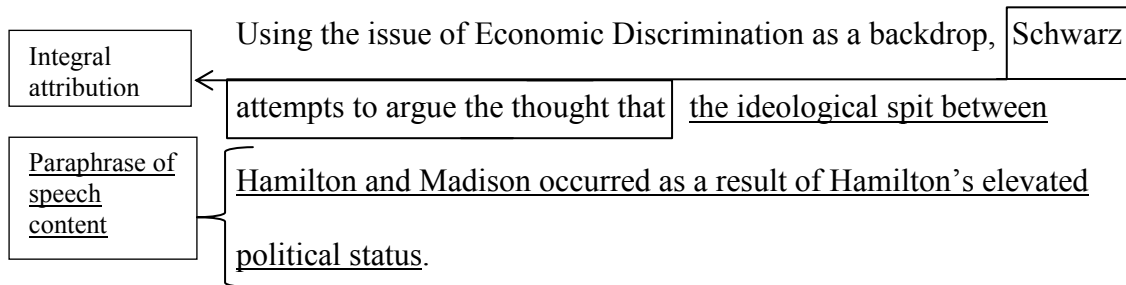 Using the issue of Economic Discrimination as a backdrop, Schwarz
Integral
attribution
attempts to argue the thought that the ideological spit between
Paraphrase of
speech
content
Hamilton and Madison occurred as a result of Hamilton’s elevated
political status.